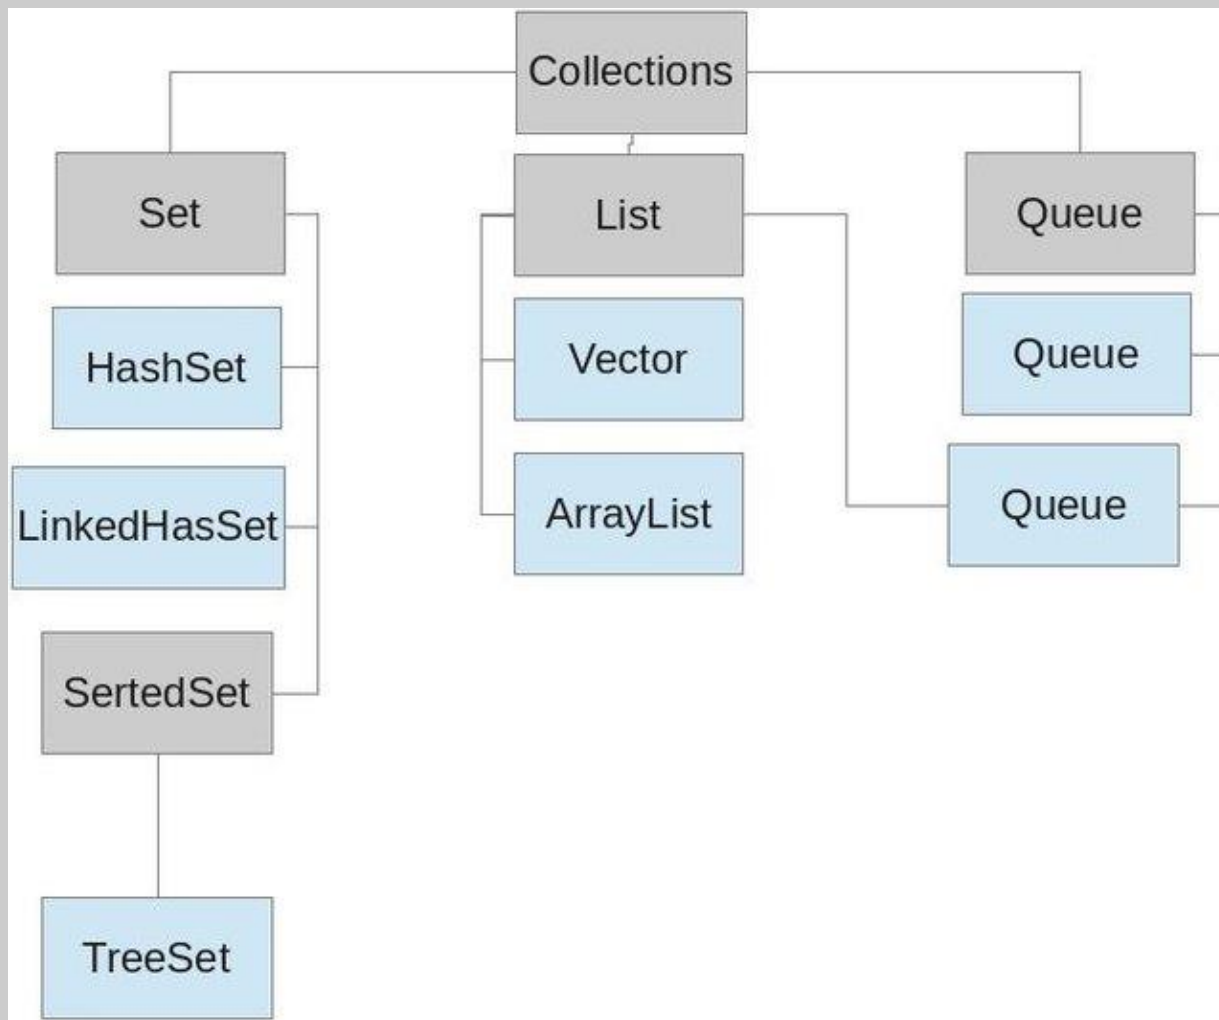 Collections
Set
List
Queue
HashSet
Vector
Queue
LinkedHasSet
ArrayList
Queue
SertedSet
TreeSet